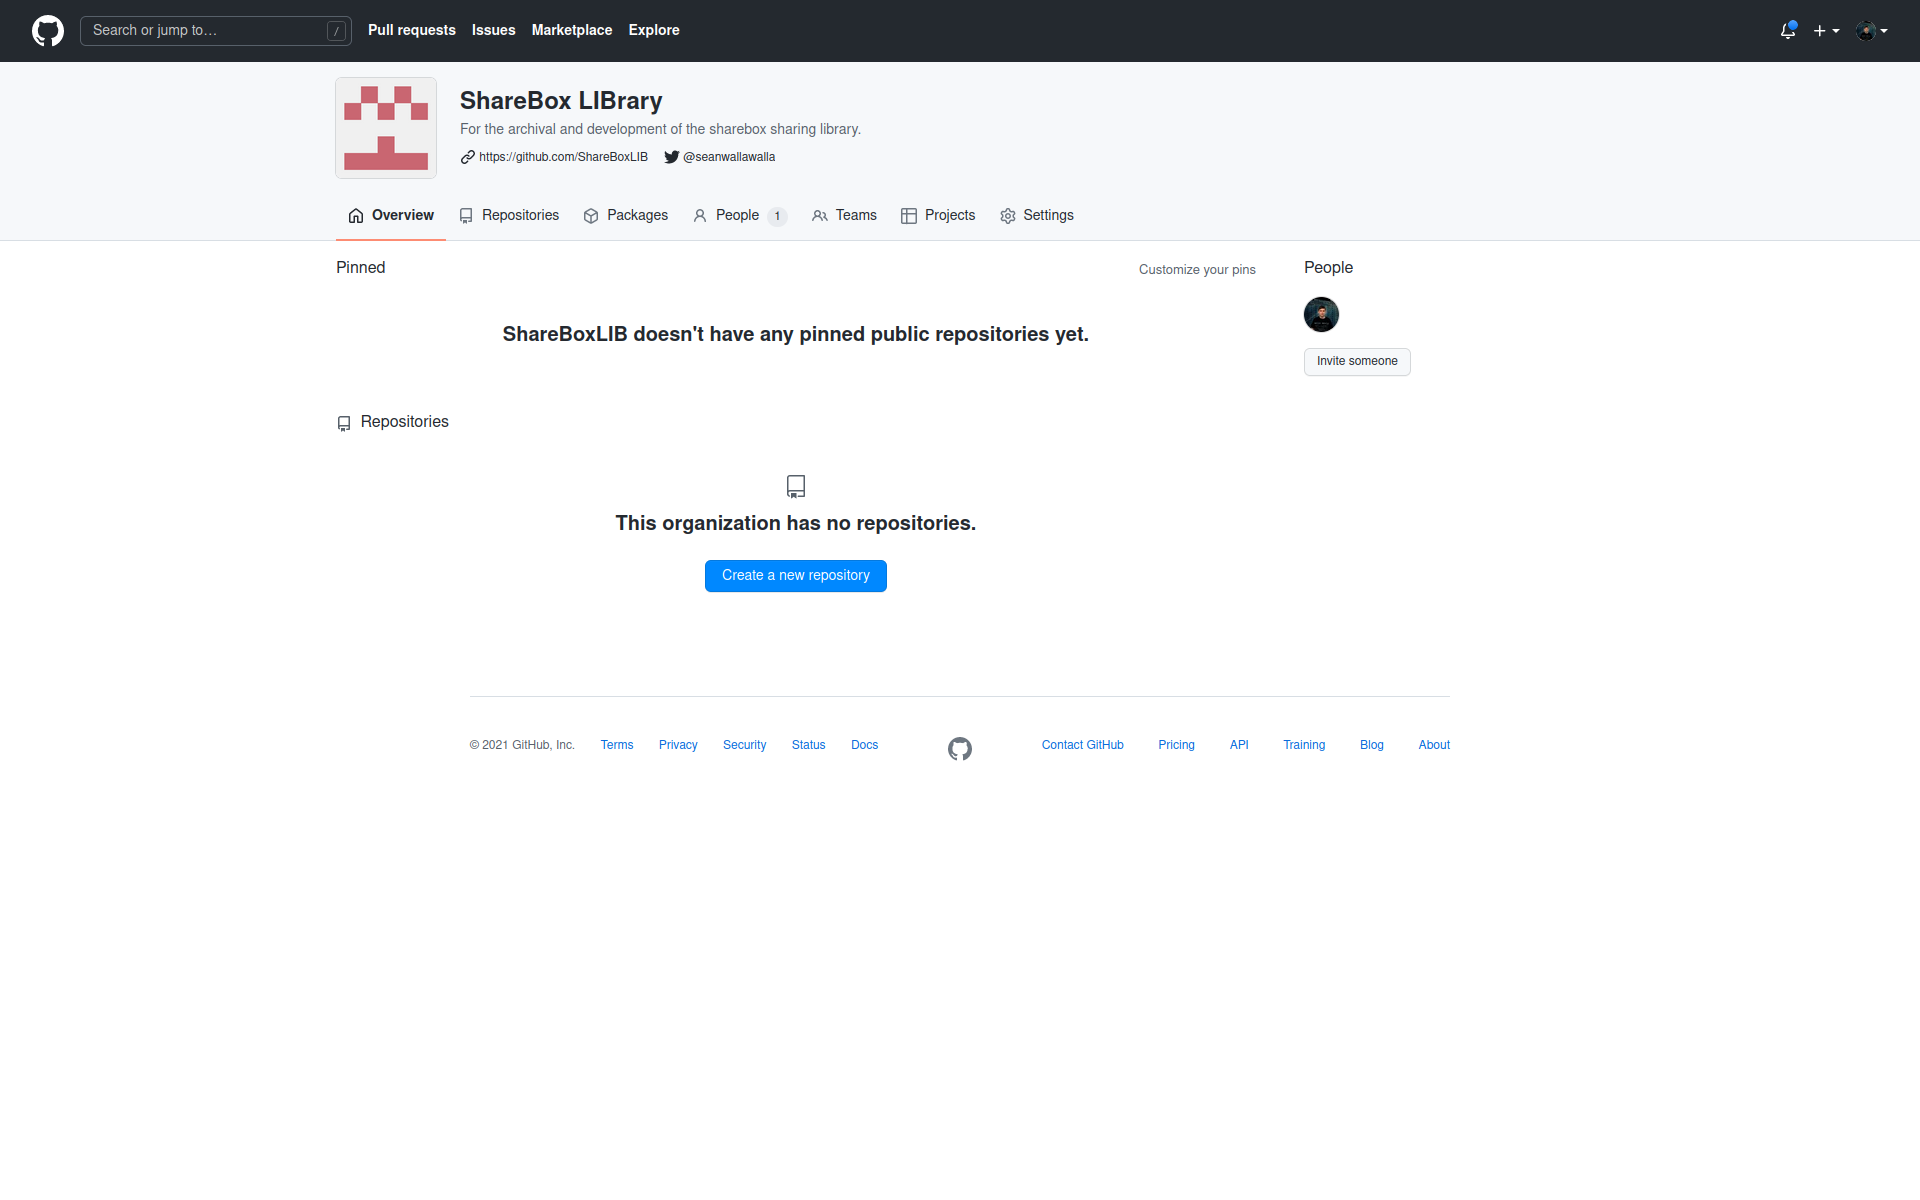 Search or jump to… / Pull requests Issues Marketplace Explore
ShareBox LIBrary
For the archival and development of the sharebox sharing library.
https://github.com/ShareBoxLIB @seanwallawalla
Overview Repositories Packages People 1 Teams Projects Settings
Pinned Customize your pins People
ShareBoxLIB doesn't have any pinned public repositories yet.
Invite someone
Repositories
This organization has no repositories.
Create a new repository
© 2021 GitHub, Inc. Terms Privacy Security Status Docs Contact GitHub Pricing API Training Blog About